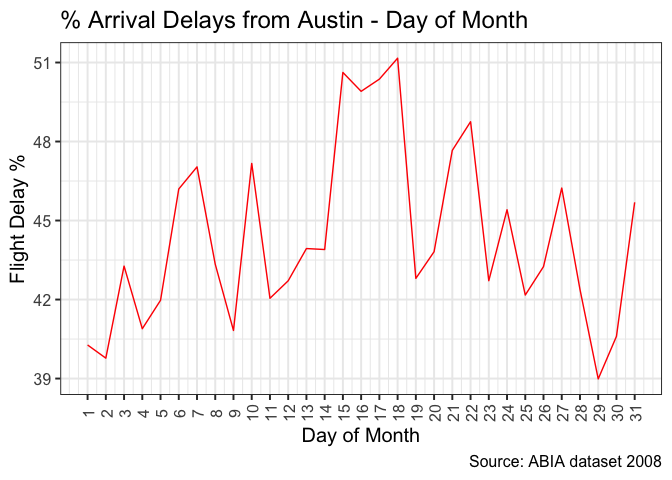 % Arrival Delays from Austin - Day of Month
Flight Delay %
51
48
45
42
39
1 2 3 4 5 6 7 8 9 10 11 12 13 14 15 16 17 18 19 20 21 22 23 24 25 26 27 28 29 30 31
Day of Month
Source: ABIA dataset 2008